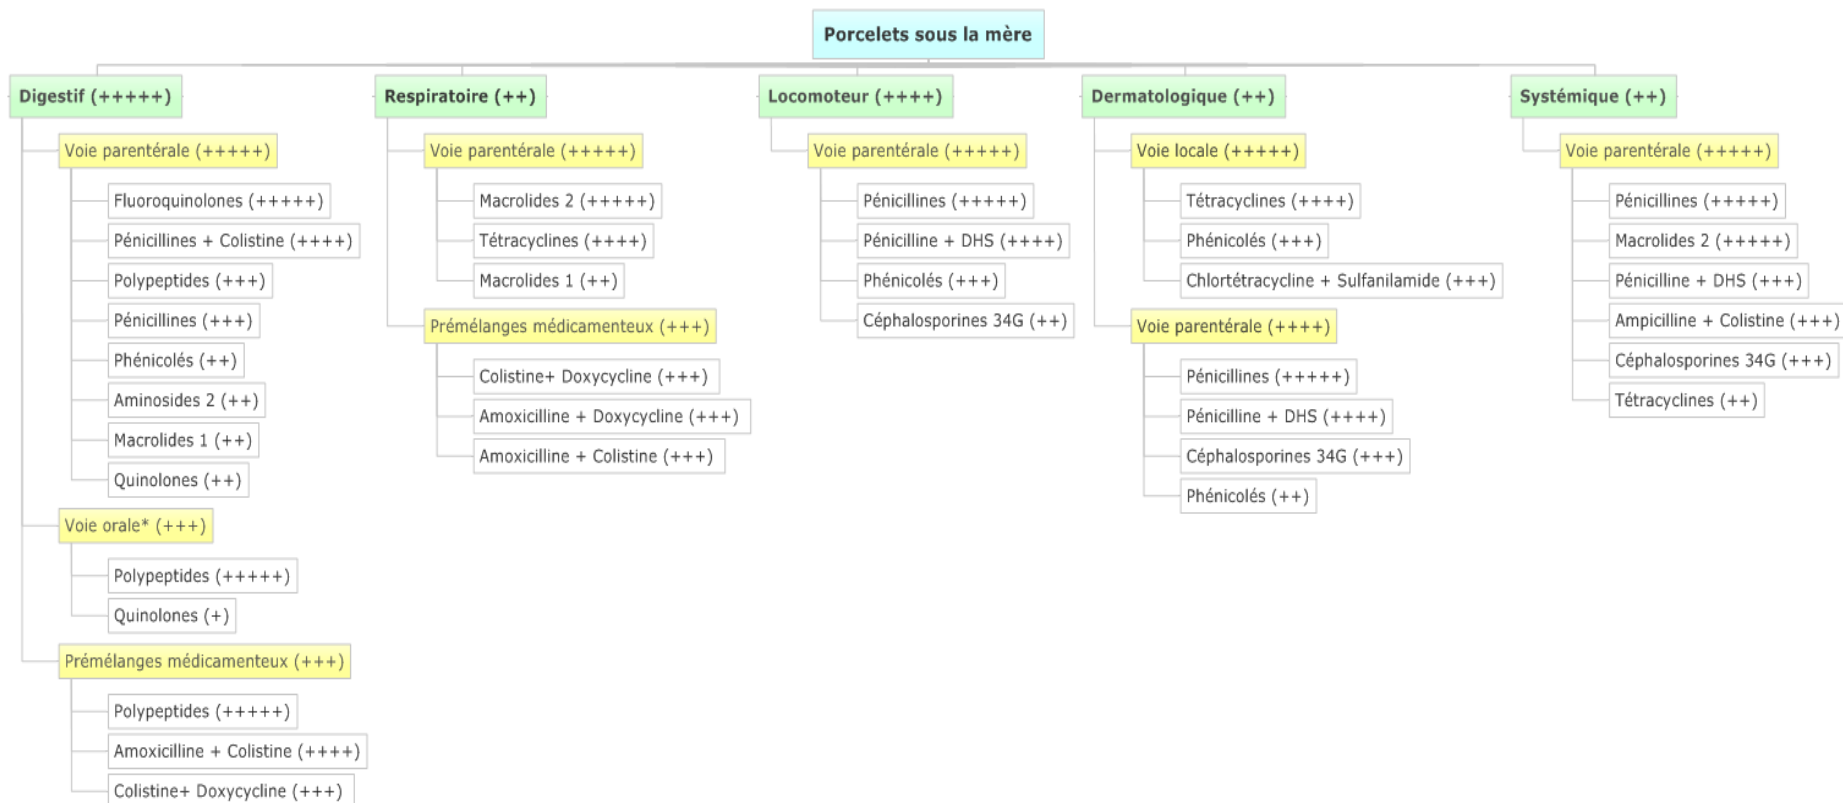 Porcelets sous la mère
Digestif (+++++)
Voie parentérale (+++++)
Fluoroquinolones (+++++)
Pénicillines + Colistine (++++)
Polypeptides (+++)
Pénicillines (+++)
Phénicolés (++)
Aminosides 2 (++)
Macrolides 1 (++)
Quinolones (++)
Voie orale* (+++)
Polypeptides (+++++)
Quinolones (+)
Prémélanges médicamenteux (+++)
Polypeptides (+++++)
Amoxicilline + Colistine (++++)
Colistine+ Doxycycline (+++)
Respiratoire (++)
Voie parentérale (+++++)
Macrolides 2 (+++++)
Tétracyclines (++++)
Macrolides 1 (++)
Prémélanges médicamenteux (+++)
Colistine+ Doxycycline (+++)
Amoxicilline + Doxycycline (+++)
Amoxicilline + Colistine (+++)
Locomoteur (++++)
Voie parentérale (+++++)
Pénicillines (+++++)
Pénicilline + DHS (++++)
Phénicolés (+++)
Céphalosporines 34G (++)
Dermatologique (++)
Voie locale (+++++)
Tétracyclines (++++)
Phénicolés (+++)
Chlortétracycline + Sulfanilamide (+++)
Voie parentérale (++++)
Pénicillines (+++++)
Pénicilline + DHS (++++)
Céphalosporines 34G (+++)
Phénicolés (++)
Systémique (++)
Voie parentérale (+++++)
Pénicillines (+++++)
Macrolides 2 (+++++)
Pénicilline + DHS (+++)
Ampicilline + Colistine (+++)
Céphalosporines 34G (+++)
Tétracyclines (++)